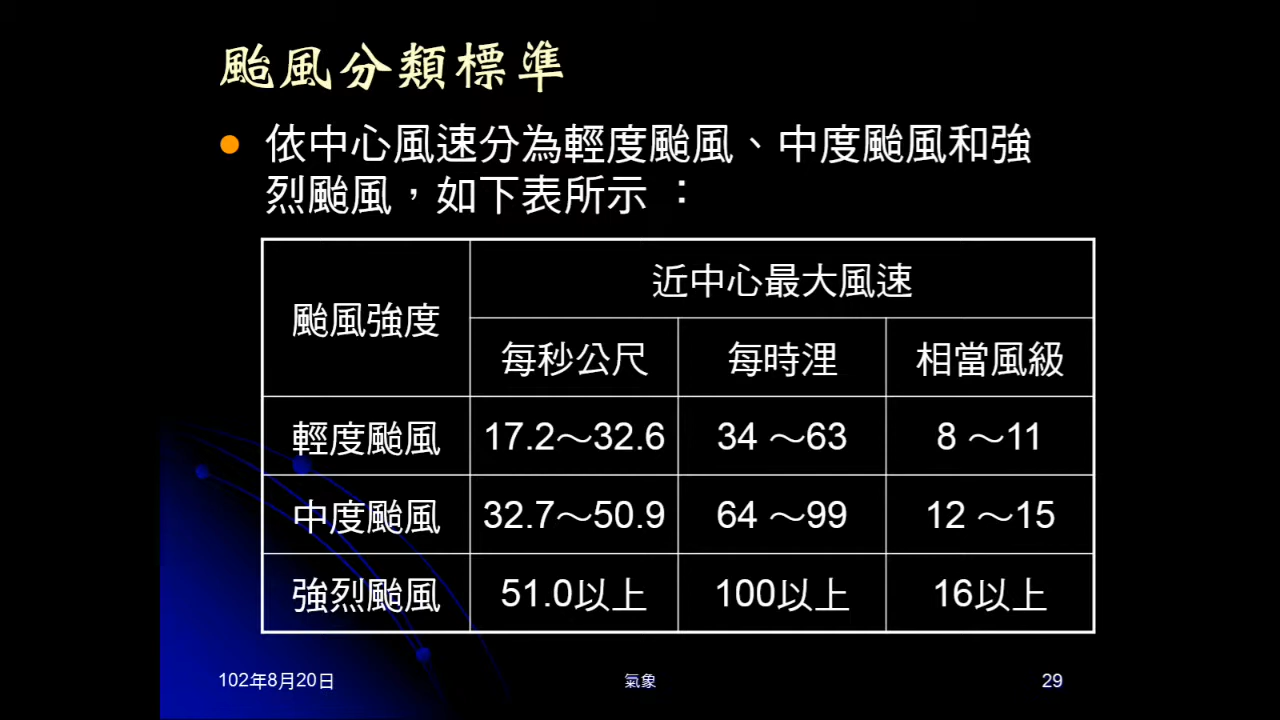 颱風分類標準
依中心風速分為輕度颱風、中度颱風和強
烈颱風，如下表所示 ：
颱風強度
近中心最大風速
每秒公尺 每時浬 相當風級
輕度颱風 17.2～32.6 34 ～63 8 ～11
中度颱風 32.7～50.9 64 ～99 12 ～15
強烈颱風 51.0以上 100以上 16以上
102年8月20日 氣象 29